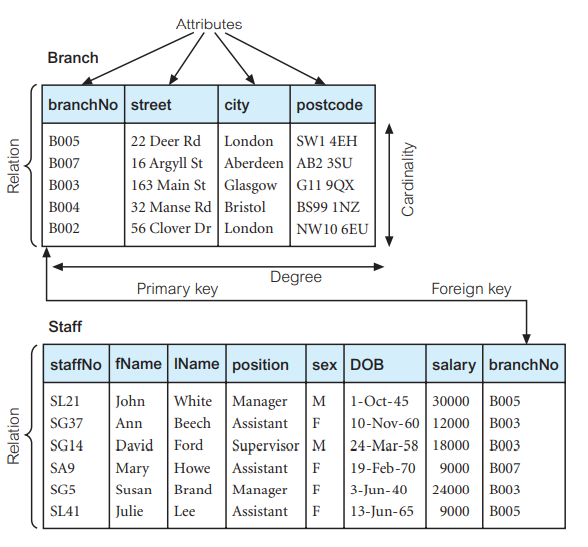 Attributes
Branch
branchNo street city postcode
B005 22 Deer Rd London SW1 4EH
B007 16 Argyll St Aberdeen AB2 3SU
B003 163 Main St Glasgow G11 9QX
B004 32 Manse Rd Bristol BS99 1NZ
B002 56 Clover Dr London NW10 6EU
Relation
Cardinality
Degree
Primary key Foreign key
Staff
staffNo fName lName position sex DOB salary branchNo
SL21 John White Manager M 1-Oct-45 30000 B005
SG37 Ann Beech Assistant F 10-Nov-60 12000 B003
SG14 David Ford Supervisor M 24-Mar-58 18000 B003
SA9 Mary Howe Assistant F 19-Feb-70 9000 B007
SG5 Susan Brand Manager F 3-Jun-40 24000 B003
SL41 Julie Lee Assistant F 13-Jun-65 9000 B005
Relation